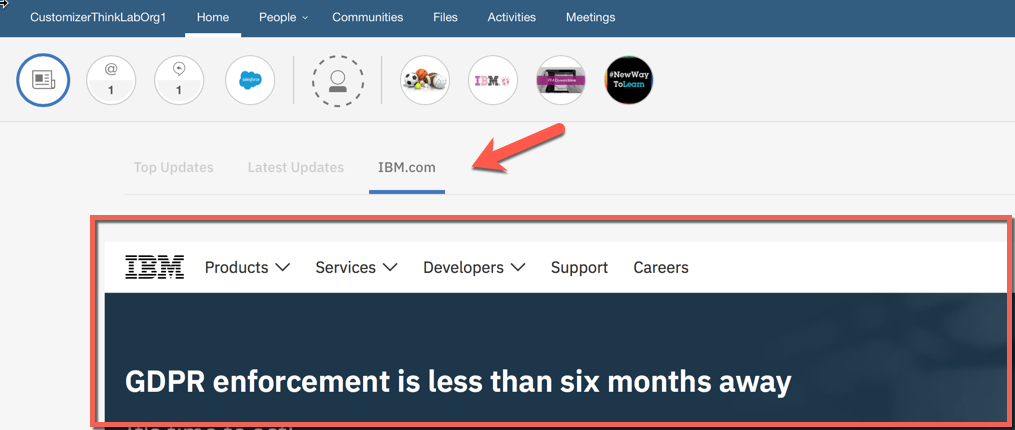 CustomizerThinkLabOrg1 Home People Communities Files Activities Meetings
@ 1
1
salesforce
IBM
#NewWay
ToLearn
Top Updates Latest Updates IBM.com
IBM Products Services Developers Support Careers
GDPR enforcement is less than six months away